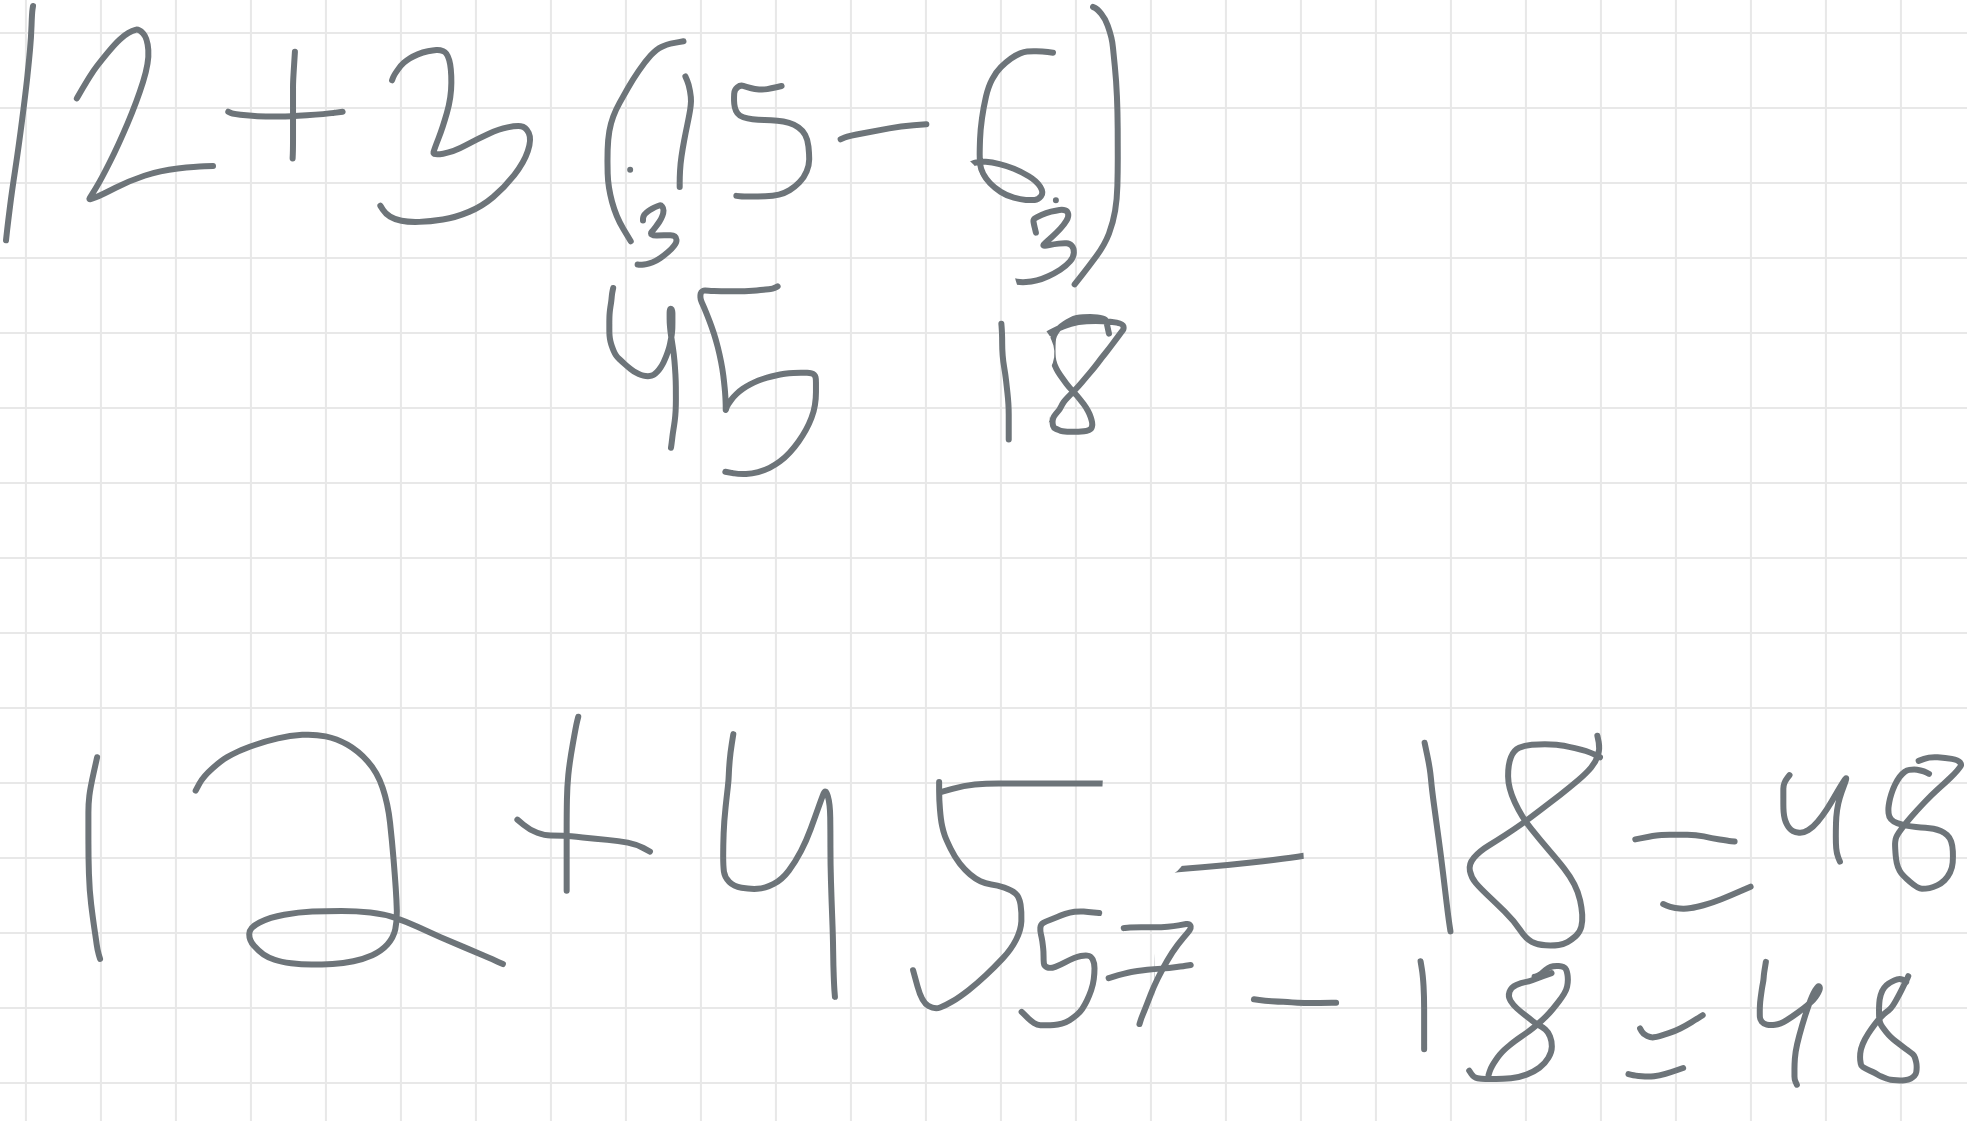 12 + 3 (15 - 6)
·3 ·3
45 18
12 + 45 - 18 = 48
57 - 18 = 48